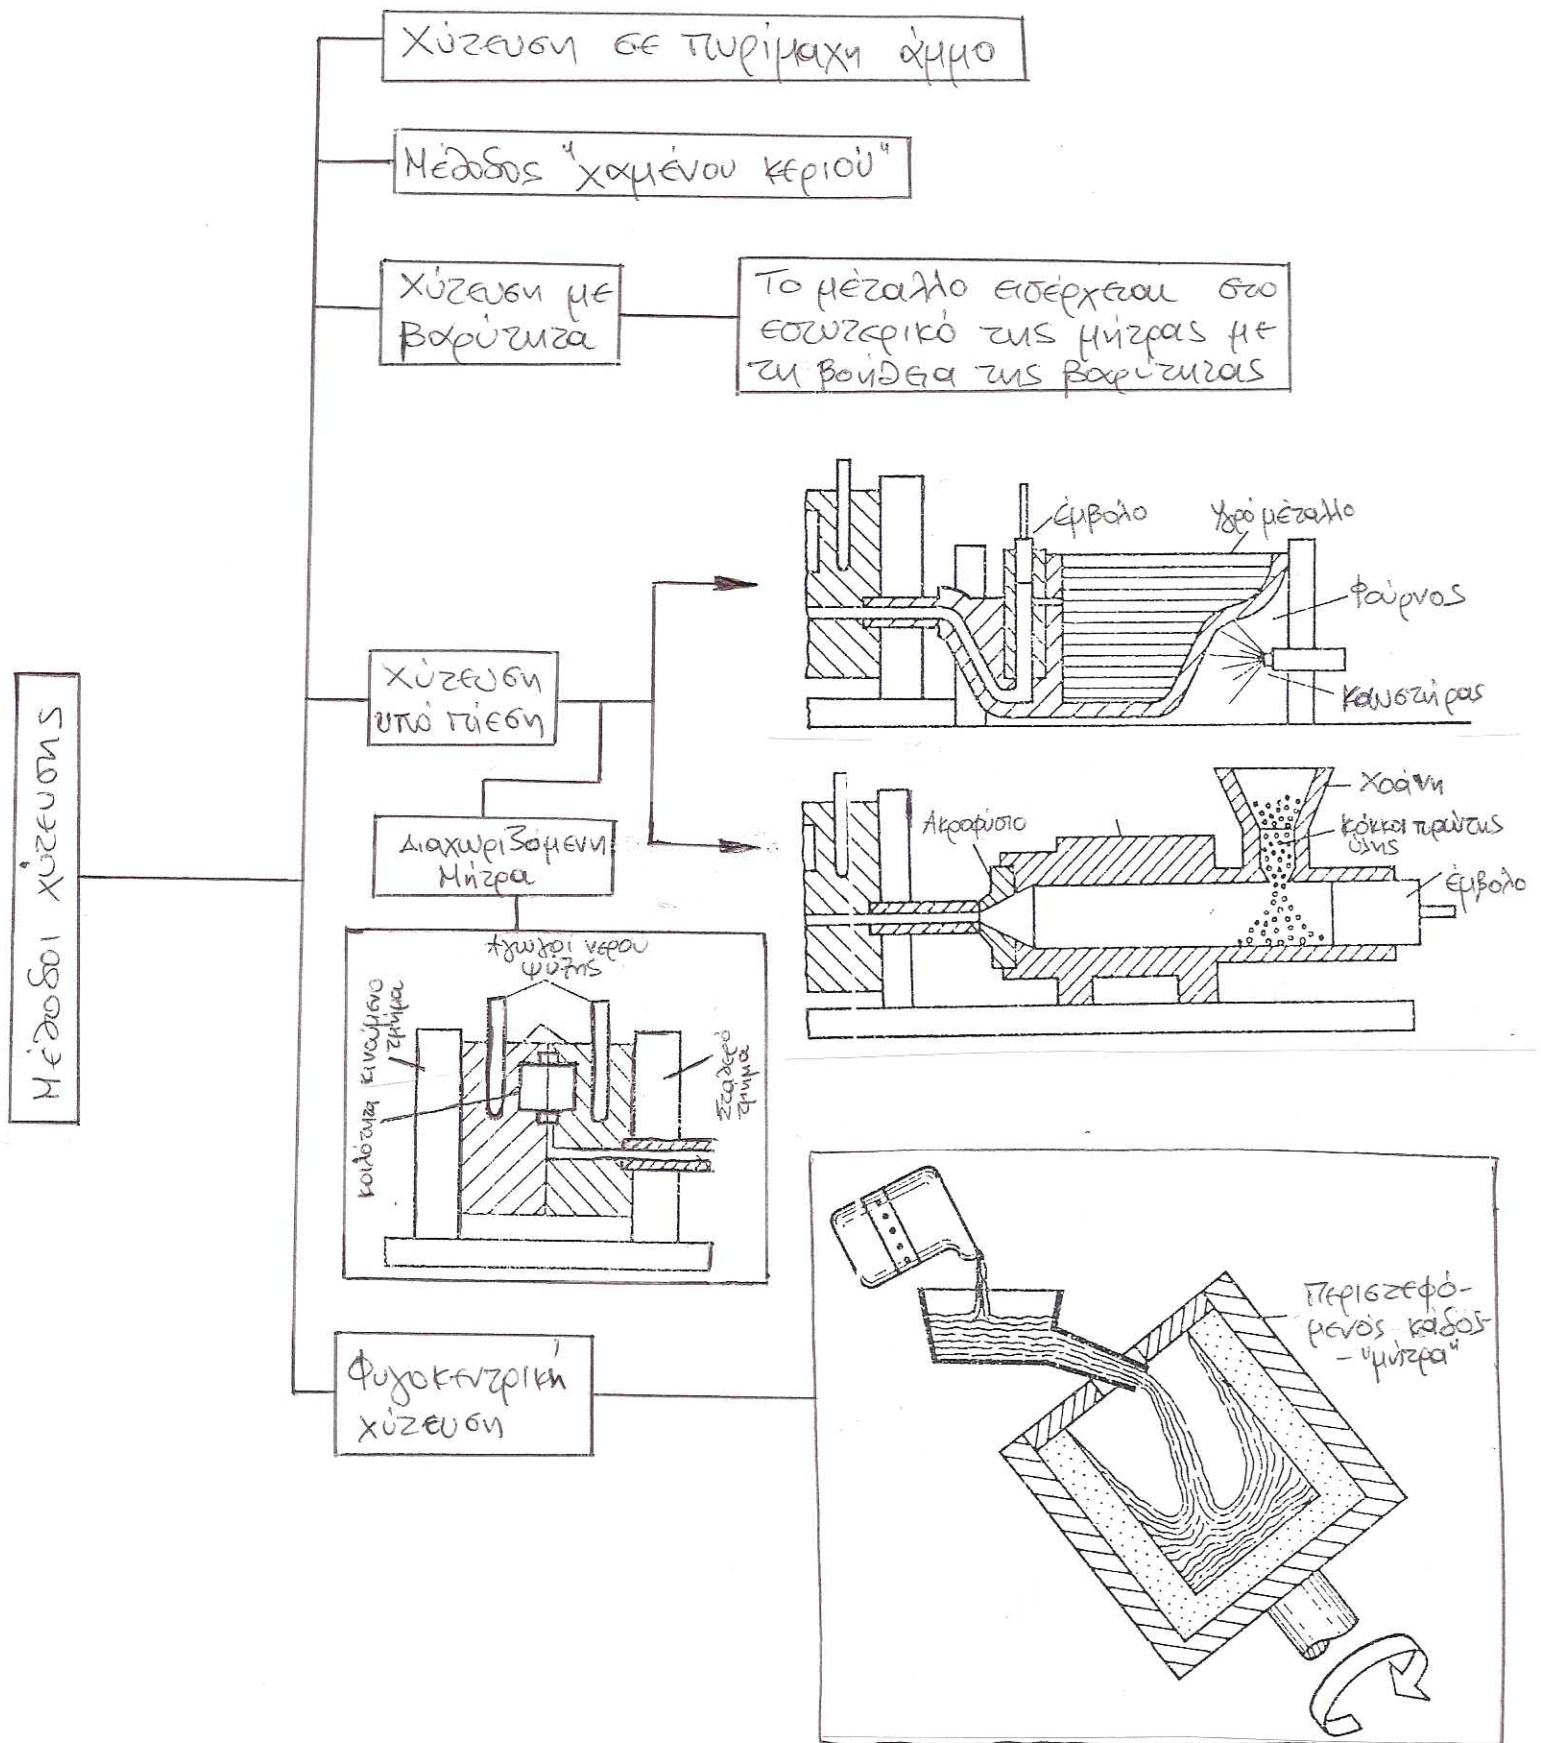 Μέθοδοι χύτευσης
Χύτευση σε πυρίμαχη άμμο
Μέθοδος "χαμένου κεριού"
Χύτευση με
βαρύτητα
Το μέταλλο εισέρχεται στο
εσωτερικό της μήτρας με
τη βοήθεια της βαρύτητας
Χύτευση
υπό πίεση
έμβολο
Υγρό μέταλλο
Φούρνος
Καυστήρας
Διαχωριζόμενη
Μήτρα
Ακροφύσιο
Χοάνη
κόκκοι πρώτης
ύλης
έμβολο
Αγωγοί νερού
ψύξης
κινούμενο
τμήμα
κοιλότητα
Σταθερό
τμήμα
Φυγοκεντρική
χύτευση
Περιστεφό-
μενός κάδος
- "μήτρα"